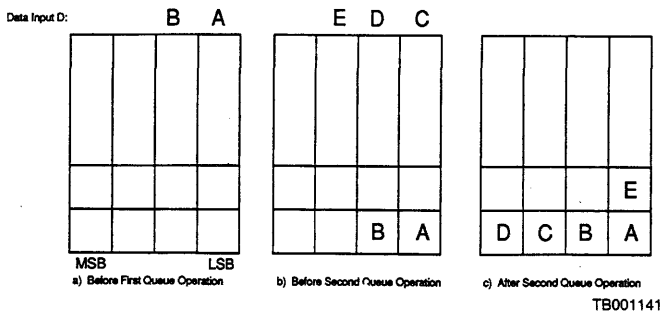 Data Input D: B A E D C
E
B A D C B A
MSB LSB
a) Before First Queue Operation b) Before Second Queue Operation c) After Second Queue Operation
TB001141